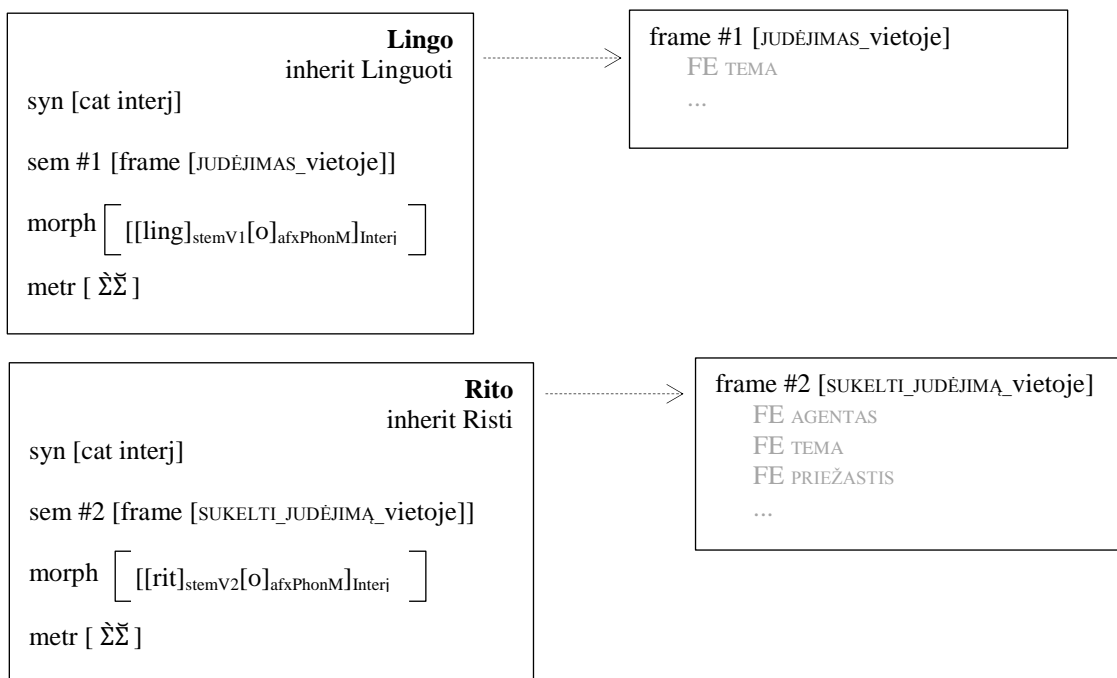 Lingo
inherit Linguoti
syn [cat interj]
sem #1 [frame [JUDĖJIMAS_vietoje]]
morph [[ling]stemV1[o]afxPhonM]Interj
metr [ Σ̀Σ̆ ]
frame #1 [JUDĖJIMAS_vietoje]
FE TEMA
...
Rito
inherit Risti
syn [cat interj]
sem #2 [frame [SUKELTI_JUDĖJIMĄ_vietoje]]
morph [[rit]stemV2[o]afxPhonM]Interj
metr [ Σ̀Σ̆ ]
frame #2 [SUKELTI_JUDĖJIMĄ_vietoje]
FE AGENTAS
FE TEMA
FE PRIEŽASTIS
...